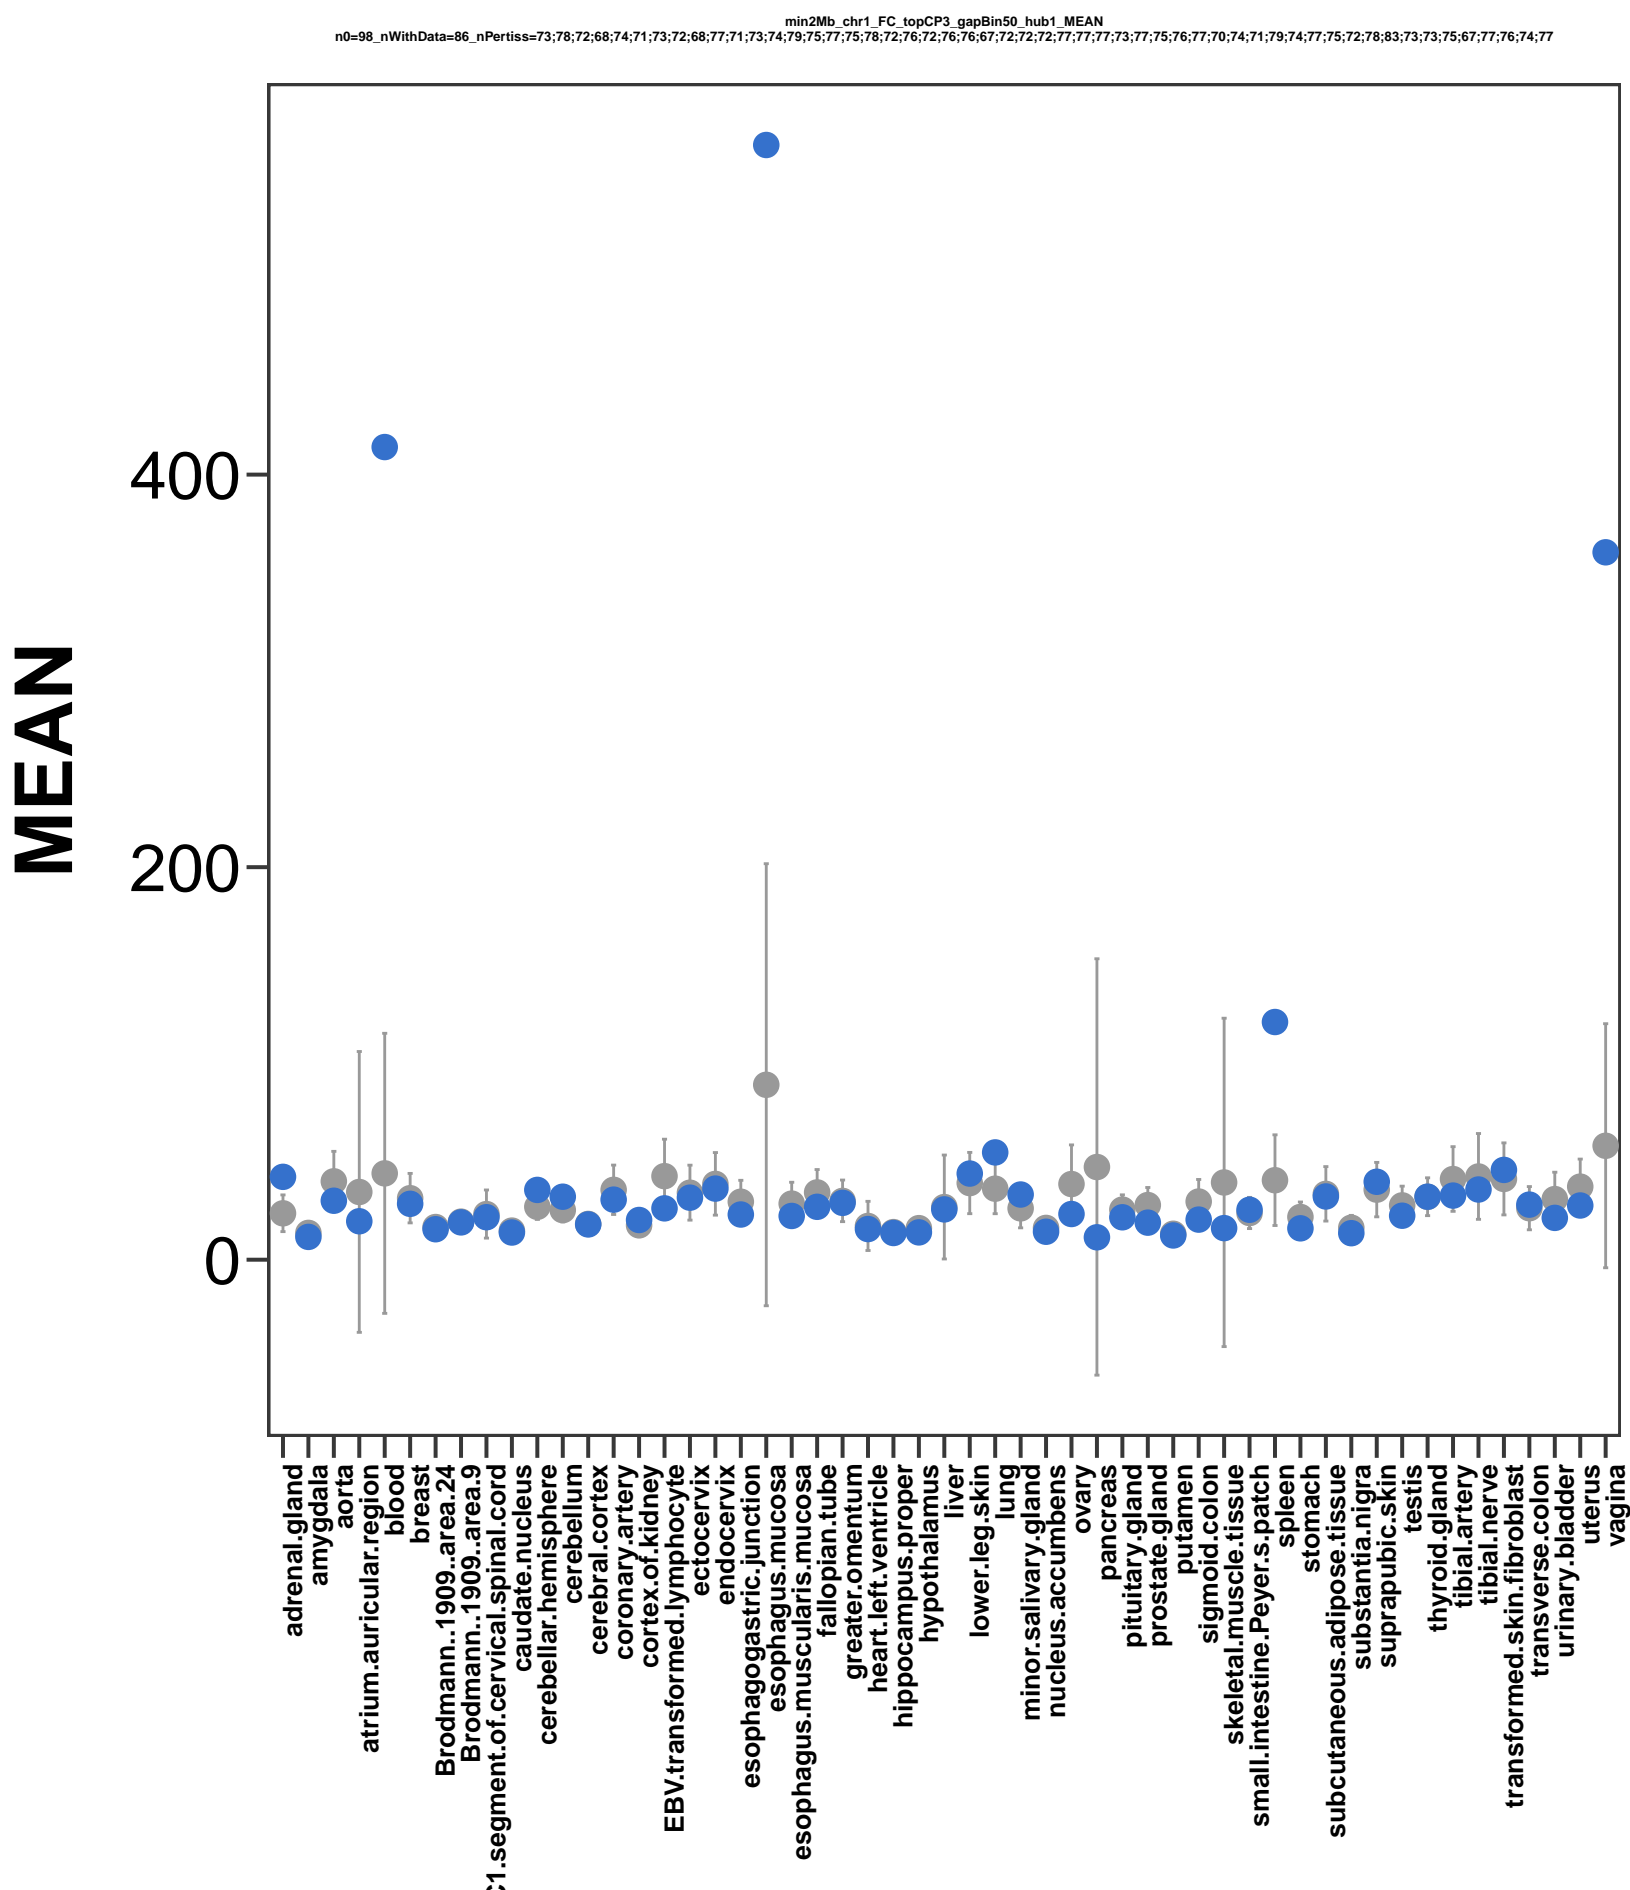 min2Mb_chr1_FC_topCP3_gapBin50_hub1_MEAN
n0=98_nWithData=86_nPertiss=73;78;72;68;74;71;73;72;68;77;71;73;74;79;75;77;75;78;72;76;72;76;76;67;72;72;72;77;77;77;73;77;75;76;77;70;74;71;79;74;77;75;72;78;83;73;73;75;67;77;76;74;77
MEAN
400
200
0
adrenal.gland
amygdala
aorta
atrium.auricular.region
blood
breast
Brodmann..1909..area.24
Brodmann..1909..area.9
C1.segment.of.cervical.spinal.cord
caudate.nucleus
cerebellar.hemisphere
cerebellum
cerebral.cortex
coronary.artery
cortex.of.kidney
EBV.transformed.lymphocyte
ectocervix
endocervix
esophagogastric.junction
esophagus.mucosa
esophagus.muscularis.mucosa
fallopian.tube
greater.omentum
heart.left.ventricle
hippocampus.proper
hypothalamus
liver
lower.leg.skin
lung
minor.salivary.gland
nucleus.accumbens
ovary
pancreas
pituitary.gland
prostate.gland
putamen
sigmoid.colon
skeletal.muscle.tissue
small.intestine.Peyer.s.patch
spleen
stomach
subcutaneous.adipose.tissue
substantia.nigra
suprapubic.skin
testis
thyroid.gland
tibial.artery
tibial.nerve
transformed.skin.fibroblast
transverse.colon
urinary.bladder
uterus
vagina